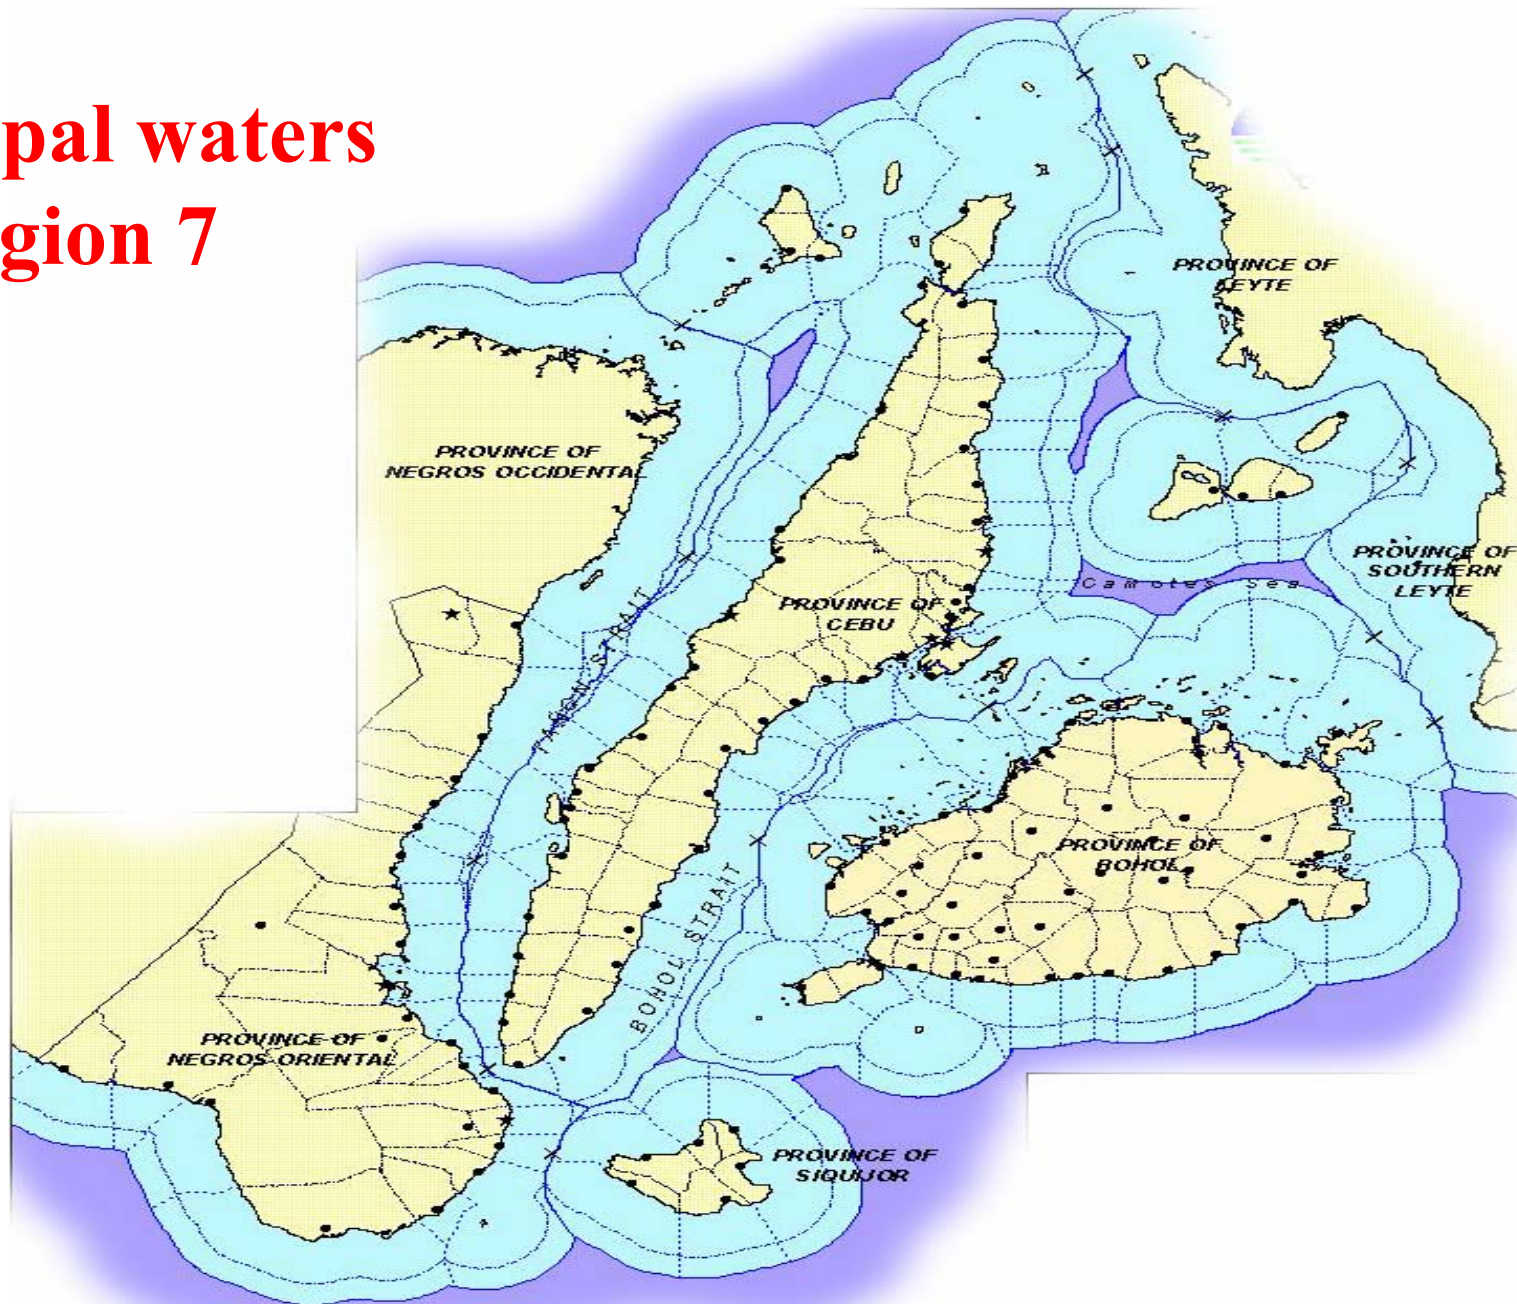 pal waters
gion 7
PROVINCE OF
LEYTE
PROVINCE OF
NEGROS OCCIDENTAL
PROVINCE OF
SOUTHERN
LEYTE
Camotes Sea
PROVINCE OF
CEBU
TAÑON STRAIT
PROVINCE OF
BOHOL
BOHOL STRAIT
PROVINCE OF
NEGROS ORIENTAL
PROVINCE OF
SIQUIJOR